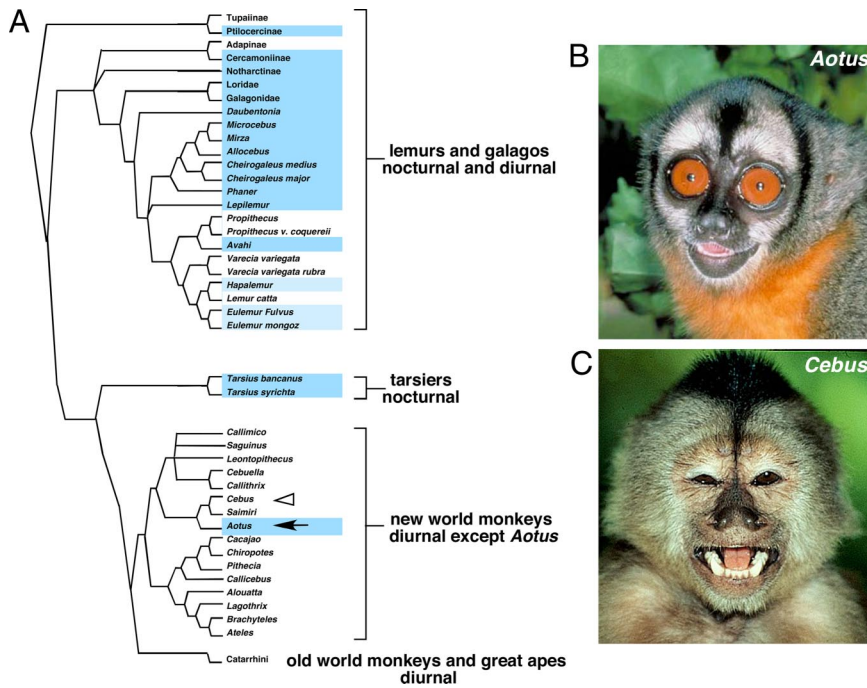 A
Tupaiinae
Ptilocercinae
Adapinae
Cercamoniinae
Notharctinae
Loridae
Galagonidae
Daubentonia
Microcebus
Mirza
Allocebus
Cheirogaleus medius
Cheirogaleus major
Phaner
Lepilemur
Propithecus
Propithecus v. coquereii
Avahi
Varecia variegata
Varecia variegata rubra
Hapalemur
Lemur catta
Eulemur Fulvus
Eulemur mongoz
lemurs and galagos
nocturnal and diurnal
Tarsius bancanus
Tarsius syrichta
tarsiers
nocturnal
Callimico
Saguinus
Leontopithecus
Cebuella
Callithrix
Cebus
Saimiri
Aotus
Cacajao
Chiropotes
Pithecia
Callicebus
Alouatta
Lagothrix
Brachyteles
Ateles
new world monkeys
diurnal except Aotus
Catarrhini
old world monkeys and great apes
diurnal
B
Aotus
C
Cebus